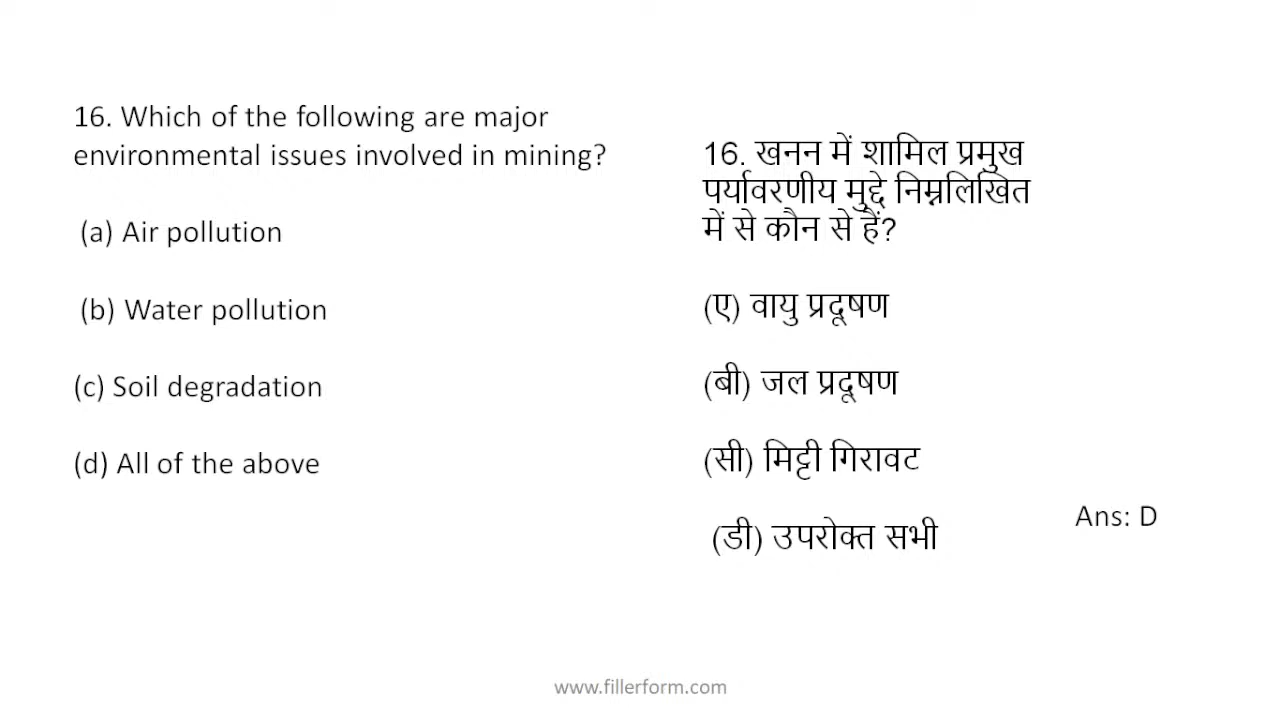 16. Which of the following are major
environmental issues involved in mining?
(a) Air pollution
(b) Water pollution
(c) Soil degradation
(d) All of the above
16. खनन में शामिल प्रमुख
पर्यावरणीय मुद्दे निम्नलिखित
में से कौन से हैं?
(ए) वायु प्रदूषण
(बी) जल प्रदूषण
(सी) मिट्टी गिरावट
(डी) उपरोक्त सभी
Ans: D
www.fillerform.com